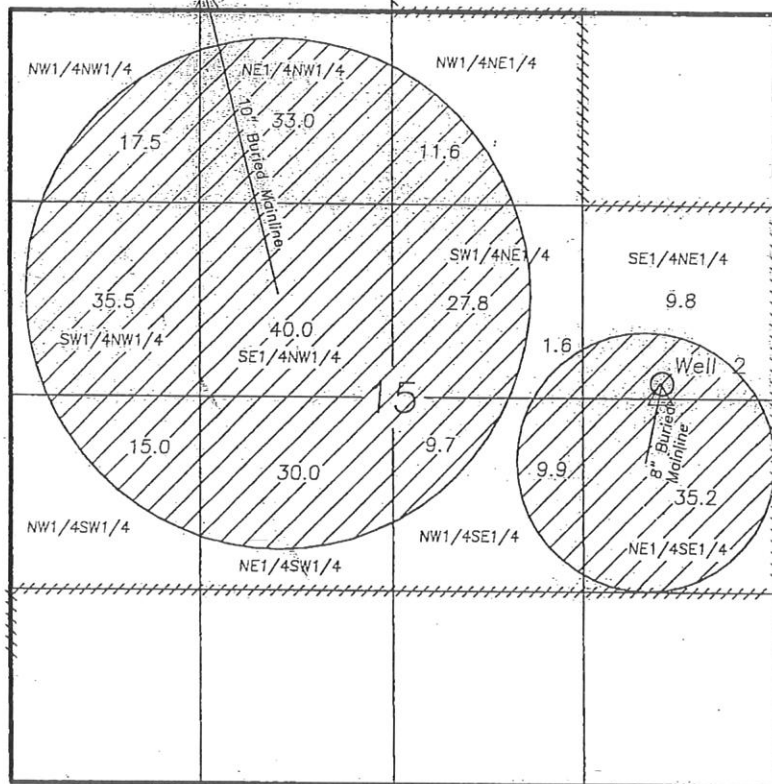 NW1/4NW1/4
NE1/4NW1/4
NW1/4NE1/4
33.0
17.5
11.6
10" Buried Mainline
SW1/4NE1/4
SE1/4NE1/4
35.5
27.8
9.8
40.0
SW1/4NW1/4
SE1/4NW1/4
1.6
Well 2
15
15.0
30.0
9.7
9.9
8" Buried
Mainline
35.2
NW1/4SW1/4
NW1/4SE1/4
NE1/4SE1/4
NE1/4SW1/4